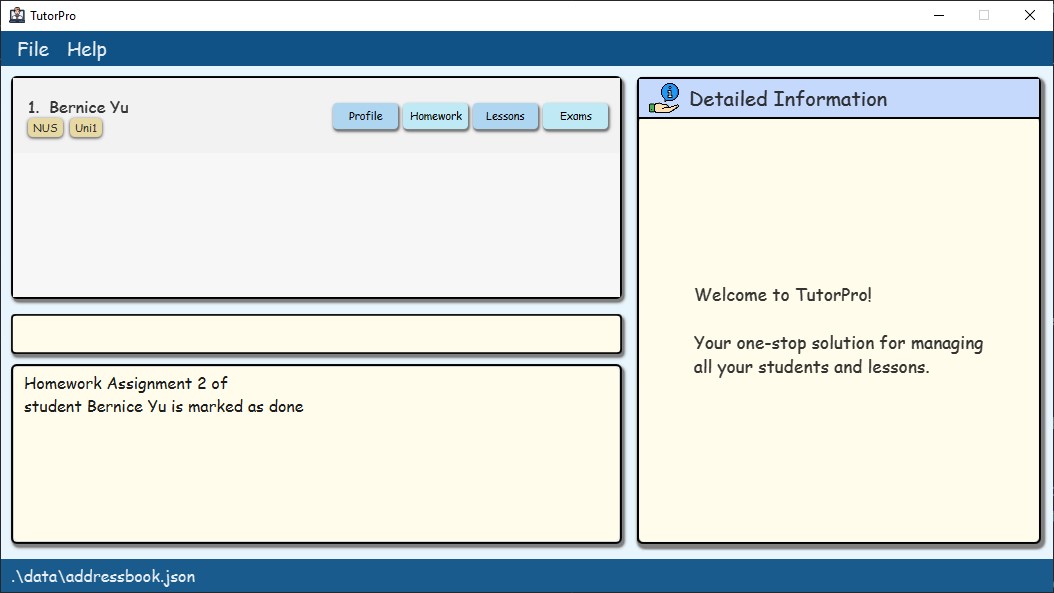 TutorPro
File Help
1. Bernice Yu
NUS Uni1
Profile Homework Lessons Exams
Homework Assignment 2 of
student Bernice Yu is marked as done
Detailed Information
Welcome to TutorPro!
Your one-stop solution for managing
all your students and lessons.
.\data\addressbook.json